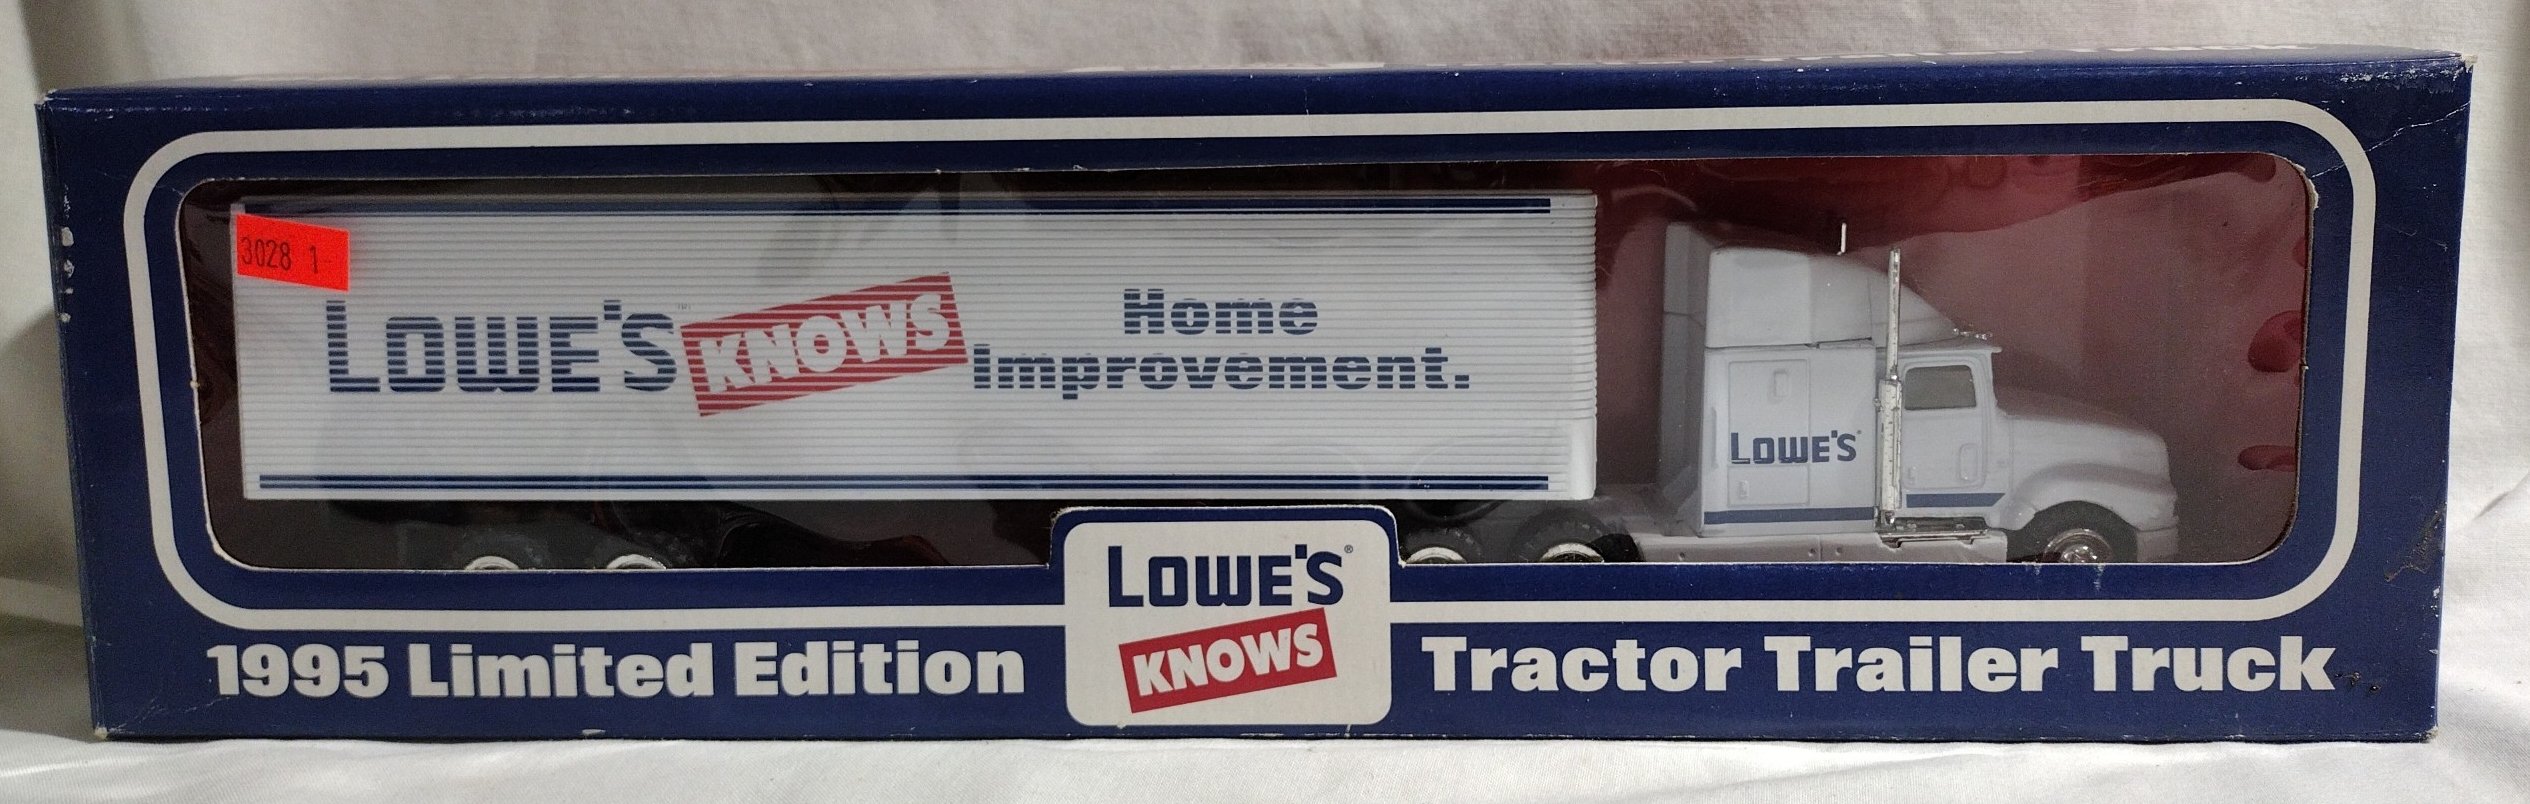 3028 1-
LOWE'S KNOWS Home
Improvement.
LOWE'S
LOWE'S®
KNOWS
1995 Limited Edition
Tractor Trailer Truck